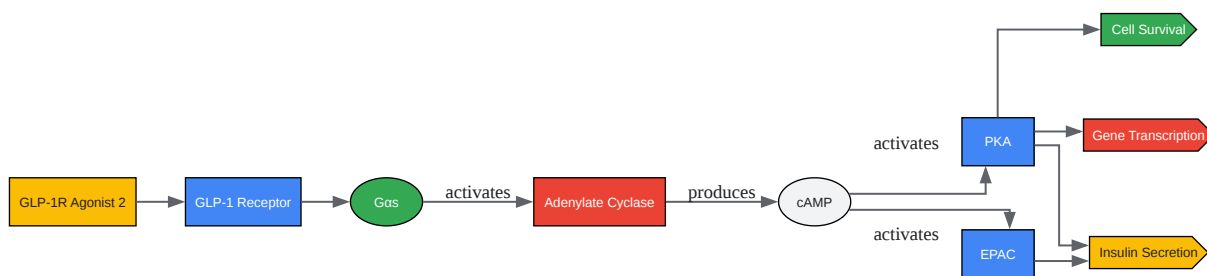 Cell Survival
activates
PKA
Gene Transcription
GLP-1R Agonist 2
GLP-1 Receptor
Gαs
activates
Adenylate Cyclase
produces
cAMP
activates
EPAC
Insulin Secretion